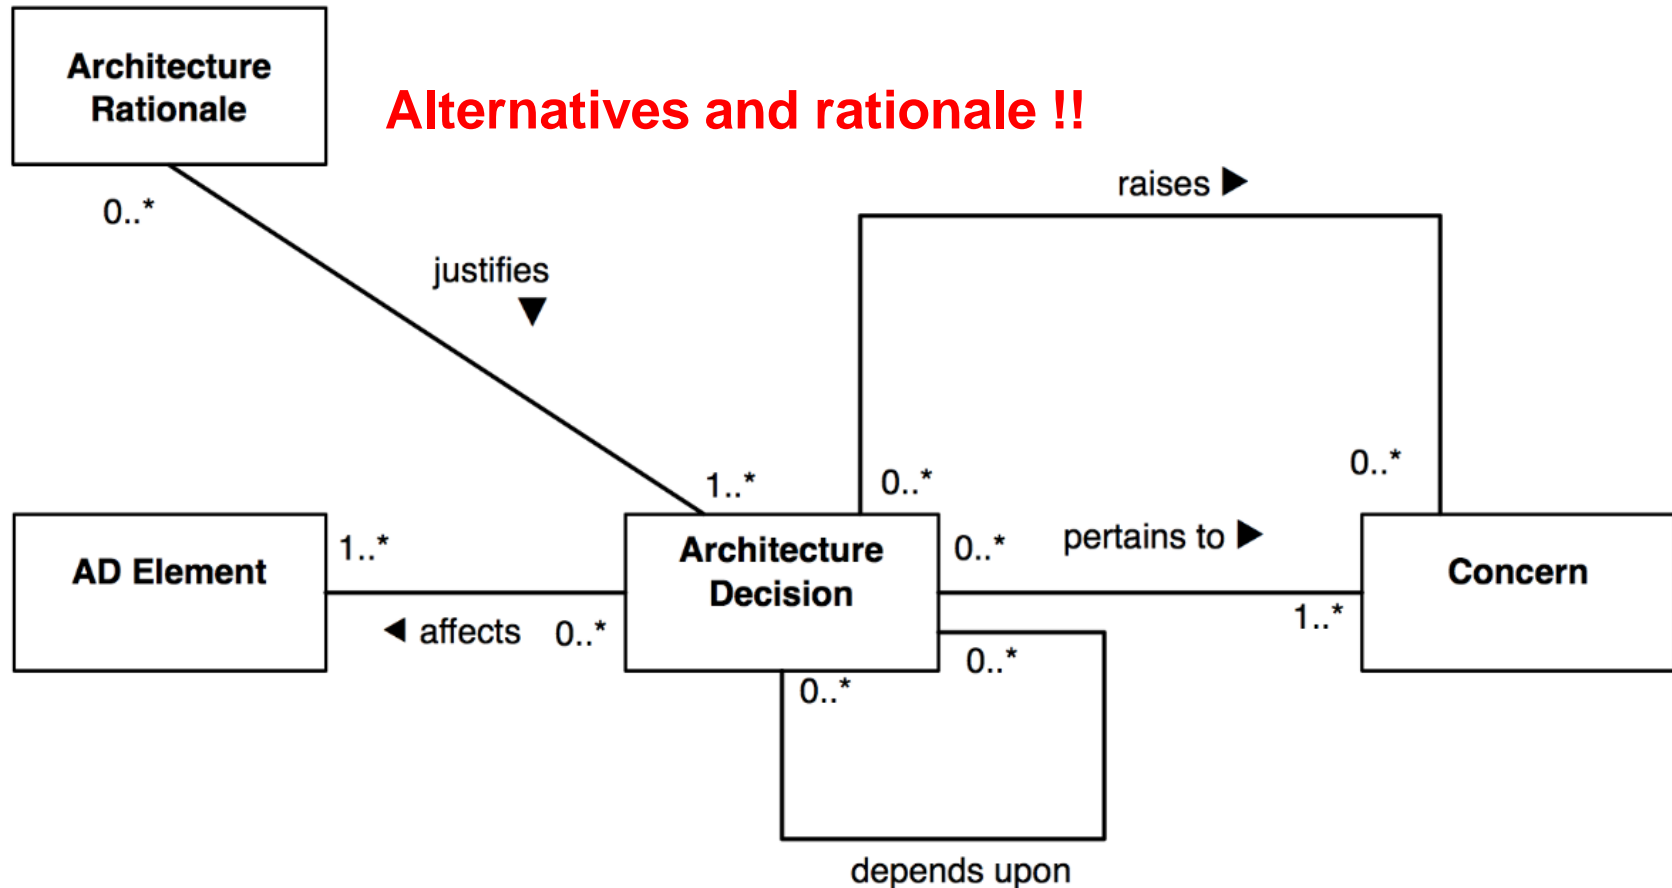 Architecture
Rationale
Alternatives and rationale !!
raises ▶
0..*
justifies
▼
1..*
0..*
0..*
AD Element
1..*
◀ affects
0..*
Architecture
Decision
0..*
pertains to ▶
1..*
Concern
0..*
0..*
depends upon